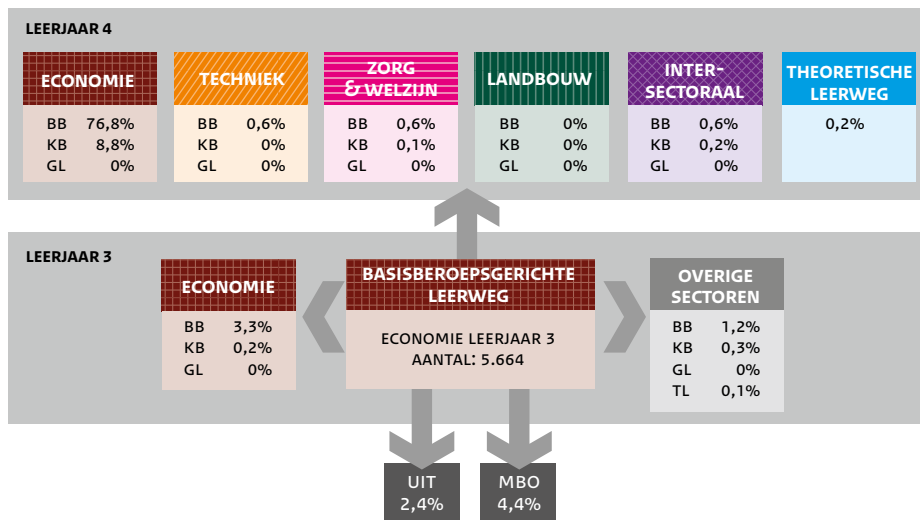 LEERJAAR 4
ECONOMIE
BB 76,8%
KB 8,8%
GL 0%
TECHNIEK
BB 0,6%
KB 0%
GL 0%
ZORG
& WELZIJN
BB 0,6%
KB 0,1%
GL 0%
LANDBOUW
BB 0%
KB 0%
GL 0%
INTER-
SECTORAAL
BB 0,6%
KB 0,2%
GL 0%
THEORETISCHE
LEERWEG
0,2%
LEERJAAR 3
ECONOMIE
BB 3,3%
KB 0,2%
GL 0%
BASISBEROEPSGERICHTE
LEERWEG
ECONOMIE LEERJAAR 3
AANTAL: 5.664
OVERIGE
SECTOREN
BB 1,2%
KB 0,3%
GL 0%
TL 0,1%
UIT
2,4%
MBO
4,4%